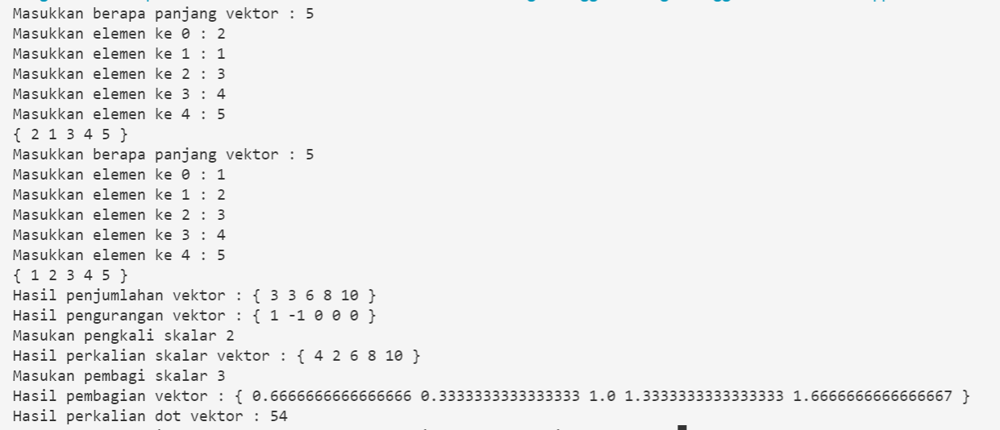 Masukkan berapa panjang vektor : 5
Masukkan elemen ke 0 : 2
Masukkan elemen ke 1 : 1
Masukkan elemen ke 2 : 3
Masukkan elemen ke 3 : 4
Masukkan elemen ke 4 : 5
{ 2 1 3 4 5 }
Masukkan berapa panjang vektor : 5
Masukkan elemen ke 0 : 1
Masukkan elemen ke 1 : 2
Masukkan elemen ke 2 : 3
Masukkan elemen ke 3 : 4
Masukkan elemen ke 4 : 5
{ 1 2 3 4 5 }
Hasil penjumlahan vektor : { 3 3 6 8 10 }
Hasil pengurangan vektor : { 1 -1 0 0 0 }
Masukan pengkali skalar 2
Hasil perkalian skalar vektor : { 4 2 6 8 10 }
Masukan pembagi skalar 3
Hasil pembagian vektor : { 0.6666666666666666 0.3333333333333333 1.0 1.3333333333333333 1.6666666666666667 }
Hasil perkalian dot vektor : 54